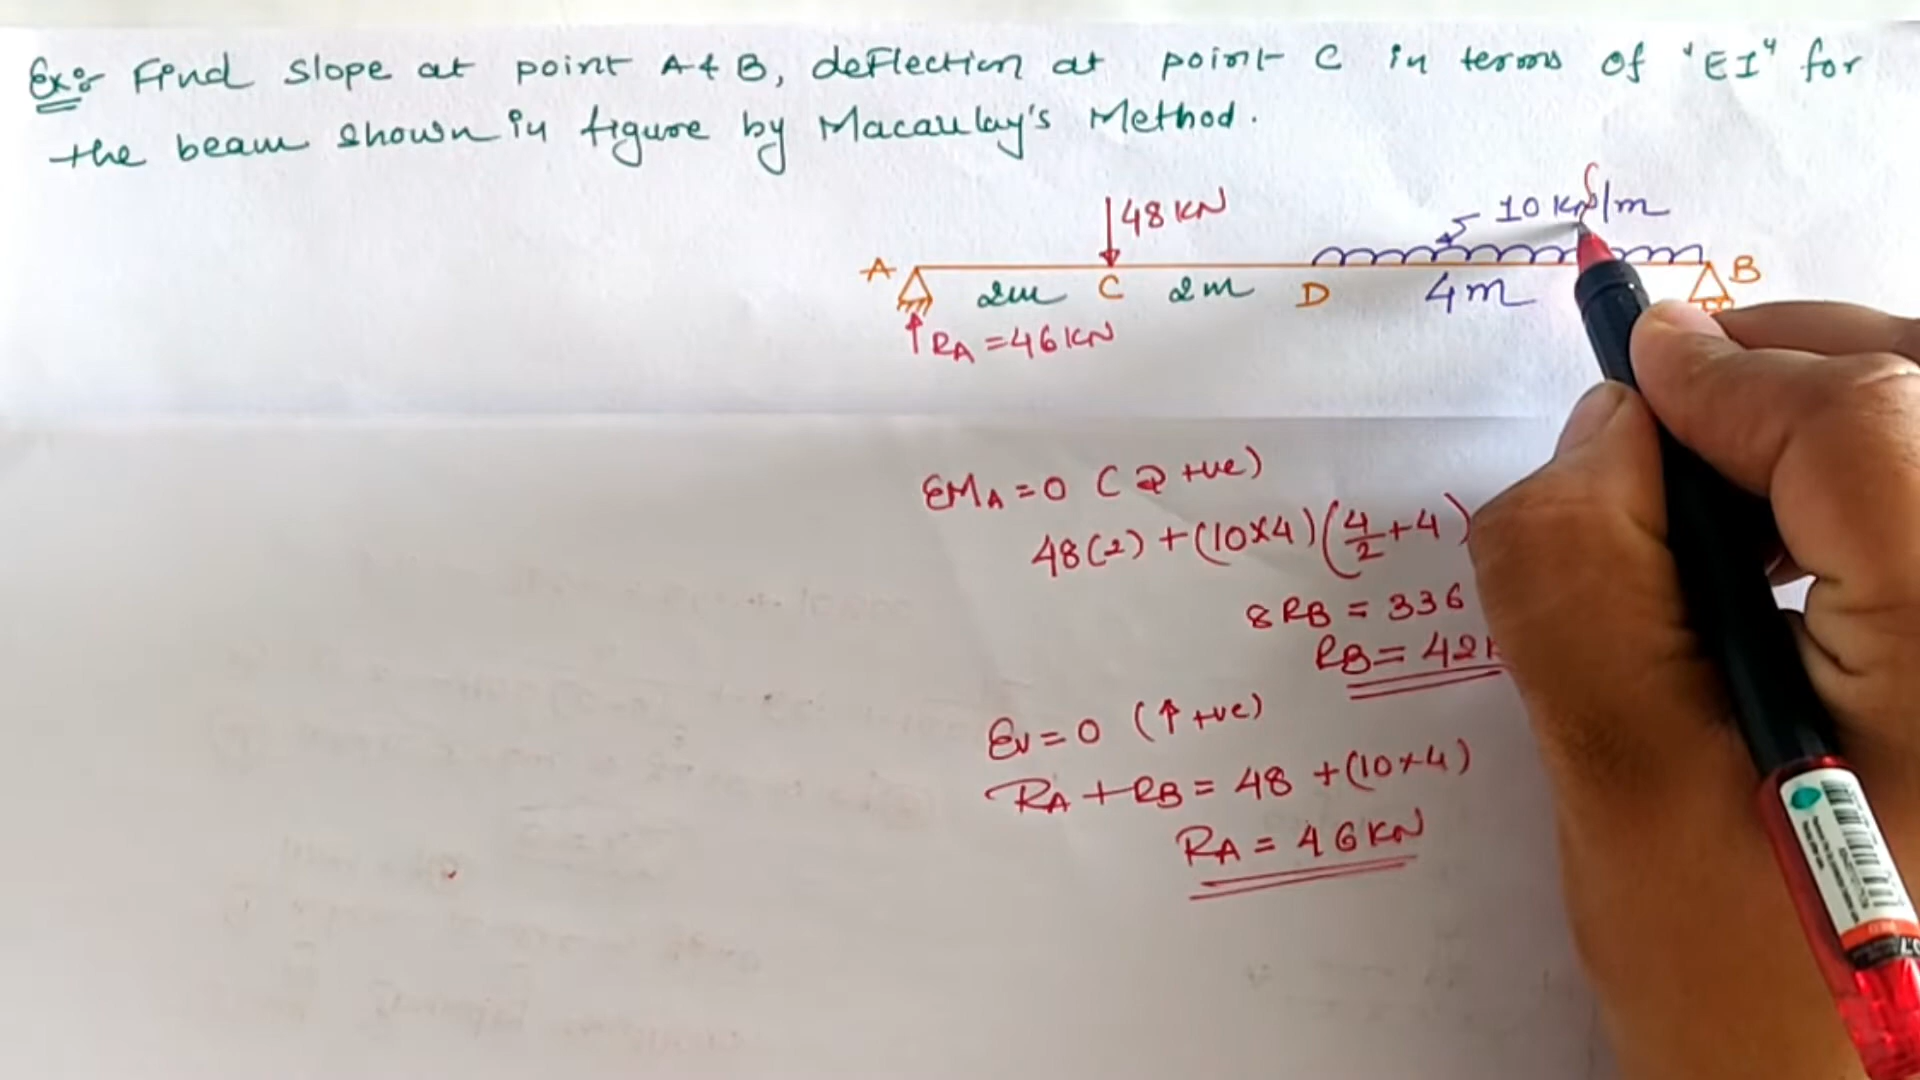 Ex:- Find slope at point A & B, deflection at point C in terms of "EI" for
the beam shown in figure by Macaulay's Method.
48 KN
10 KN/m
A
B
2m C 2m D 4m
RA = 46 KN
ΣMA = 0 ( +ve)
48(2) + (10×4)(4/2+4)
8RB = 336
RB = 42
Σv = 0 (↑ +ve)
RA + RB = 48 + (10×4)
RA = 46 KN